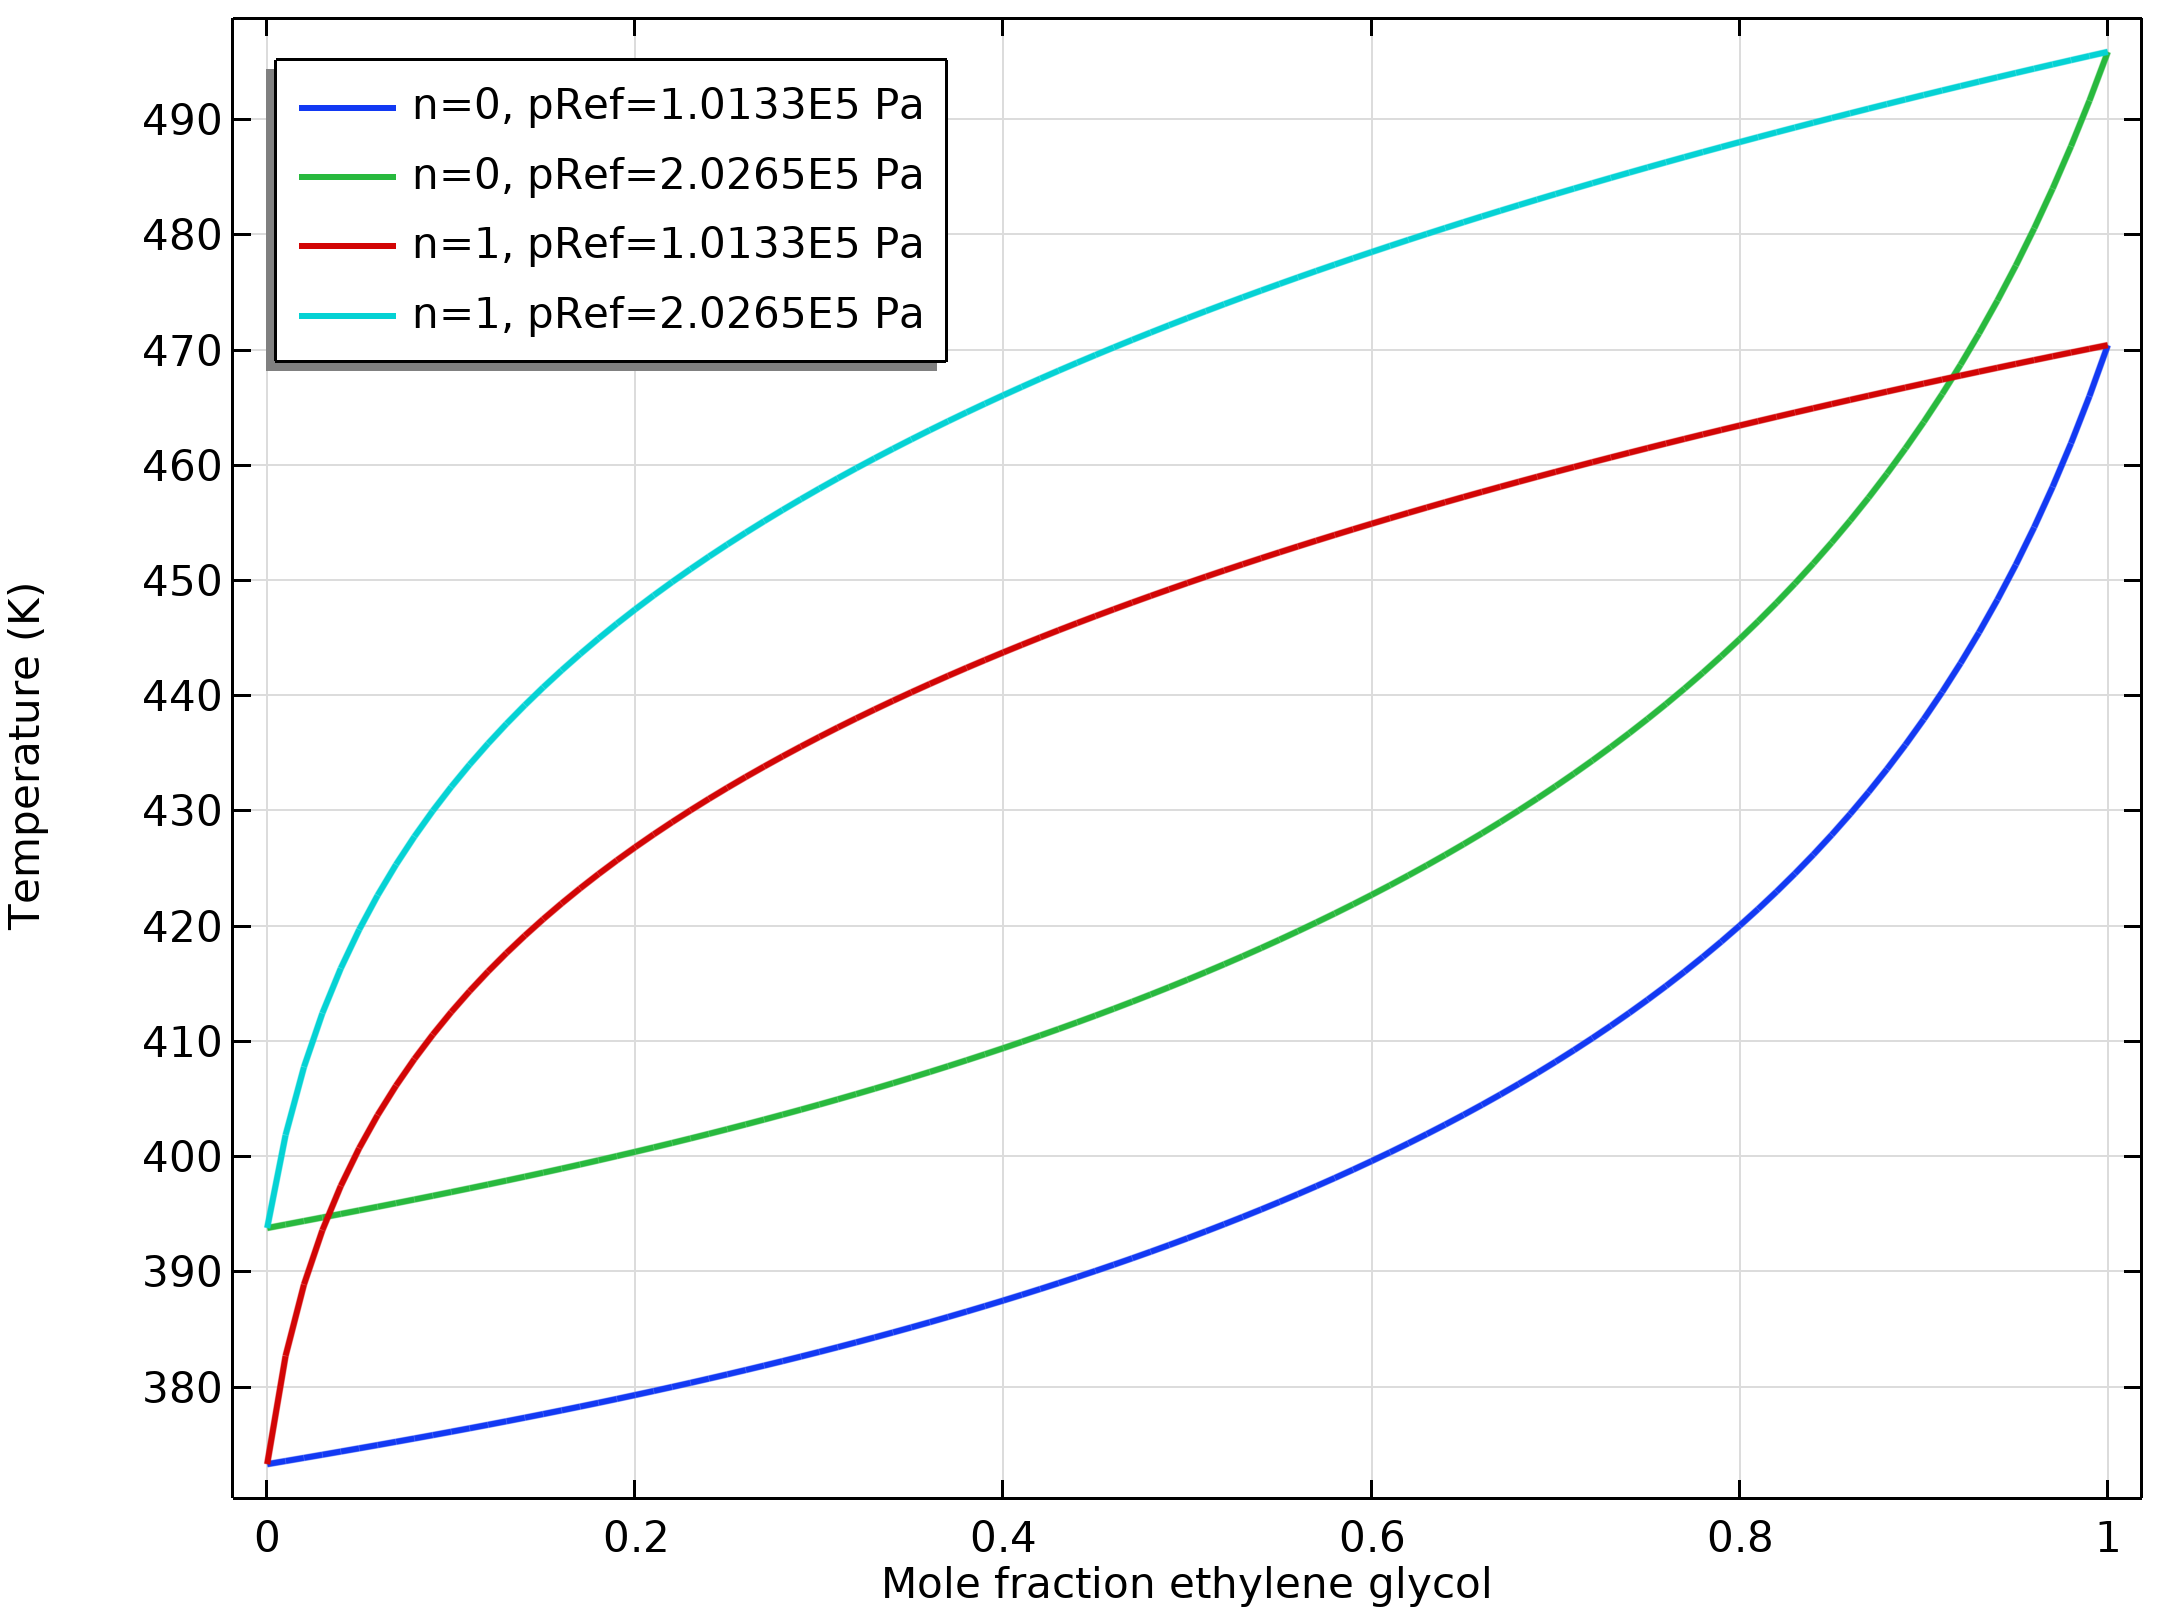 n=0, pRef=1.0133E5 Pa
n=0, pRef=2.0265E5 Pa
n=1, pRef=1.0133E5 Pa
n=1, pRef=2.0265E5 Pa
490
480
470
460
450
440
430
420
410
400
390
380
Temperature (K)
0 0.2 0.4 0.6 0.8 1
Mole fraction ethylene glycol